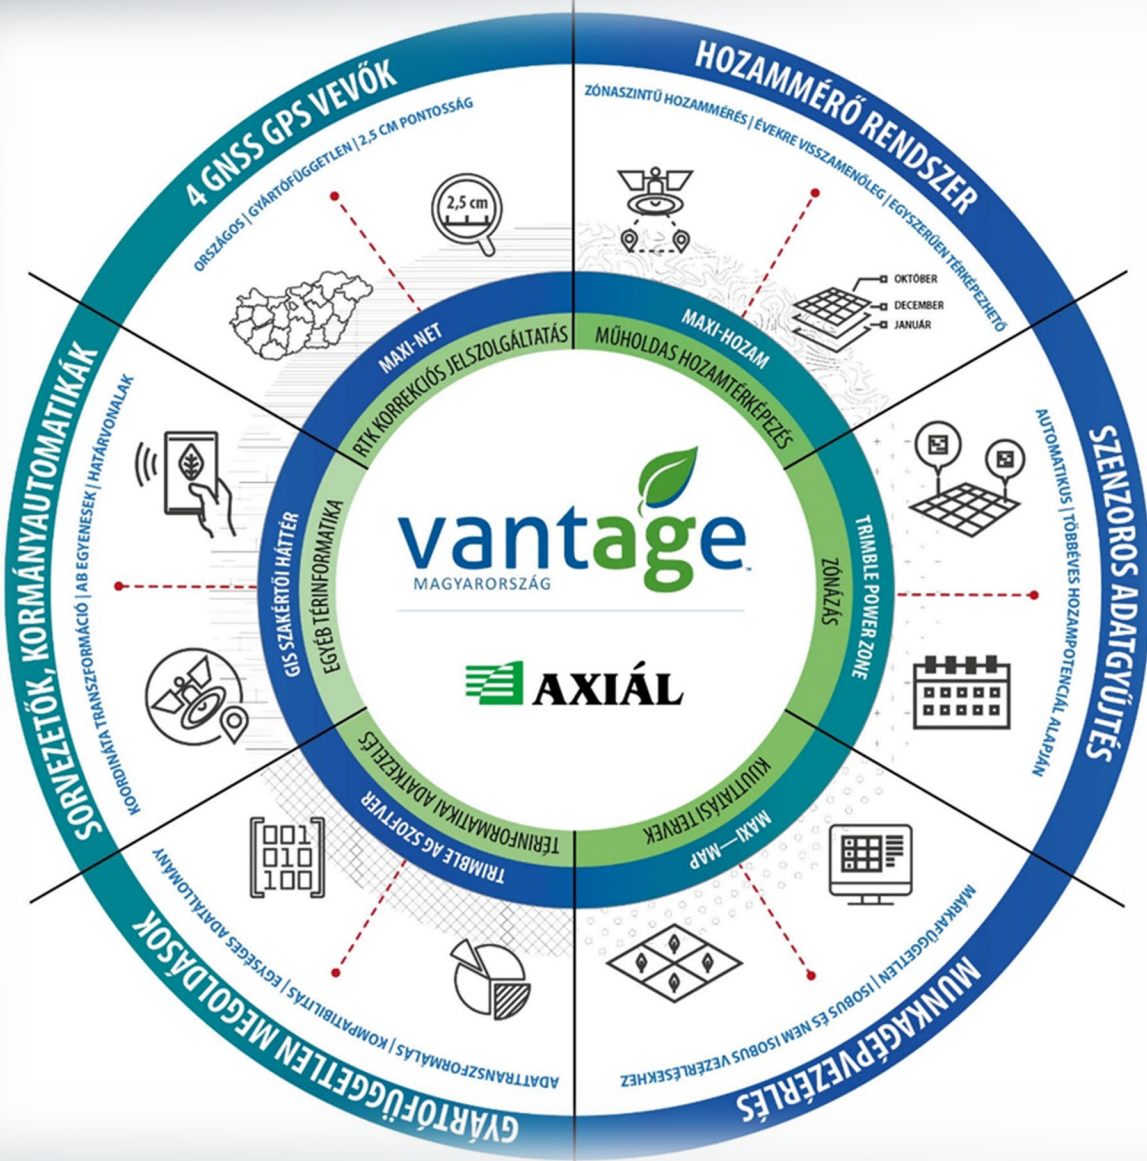 4 GNSS GPS VEVŐK
ORSZÁGOS | GYÁRTÓFÜGGETLEN | 2,5 CM PONTOSSÁG
2,5 cm
MAXI-NET
RTK KORREKCIÓS JELSZOLGÁLTATÁS
HOZAMMÉRŐ RENDSZER
ZÓNASZINTŰ HOZAMMÉRÉS | ÉVEKRE VISSZAMENŐLEG | EGYSZERŰEN TÉRKÉPEZHETŐ
OKTÓBER
DECEMBER
JANUÁR
MAXI-HOZAM
MŰHOLDAS HOZAMTÉRKÉPEZÉS
SZENZOROS ADATGYŰJTÉS
AUTOMATIKUS | TÖBBÉVES HOZAMPOTENCIÁL ALAPJÁN
TRIMBLE POWER ZONE
ZÓNÁZÁS
MUNKAGÉPVEZÉRLÉS
MÁRKAFÜGGETLEN | ISOBUS ÉS NEM ISOBUS VEZÉRLÉSEKHEZ
MAXI—MAP
KIJUTTATÁSI TERVEK
GYÁRTÓFÜGGETLEN MEGOLDÁSOK
ADATTRANSZFORMÁLÁS | KOMPATIBILITÁS | EGYSÉGES ADATÁLLOMÁNY
001
010
100
TRIMBLE AG SZOFTVER
TÉRINFORMATIKAI ADATKEZELÉS
SORVEZETŐK, KORMÁNYAUTOMATIKÁK
KOORDINÁTA TRANSZFORMÁCIÓ | AB EGYENESEK | HATÁRVONALAK
GIS SZAKÉRTŐI HÁTTÉR
EGYÉB TÉRINFORMATIKA
vantage
MAGYARORSZÁG
AXIÁL